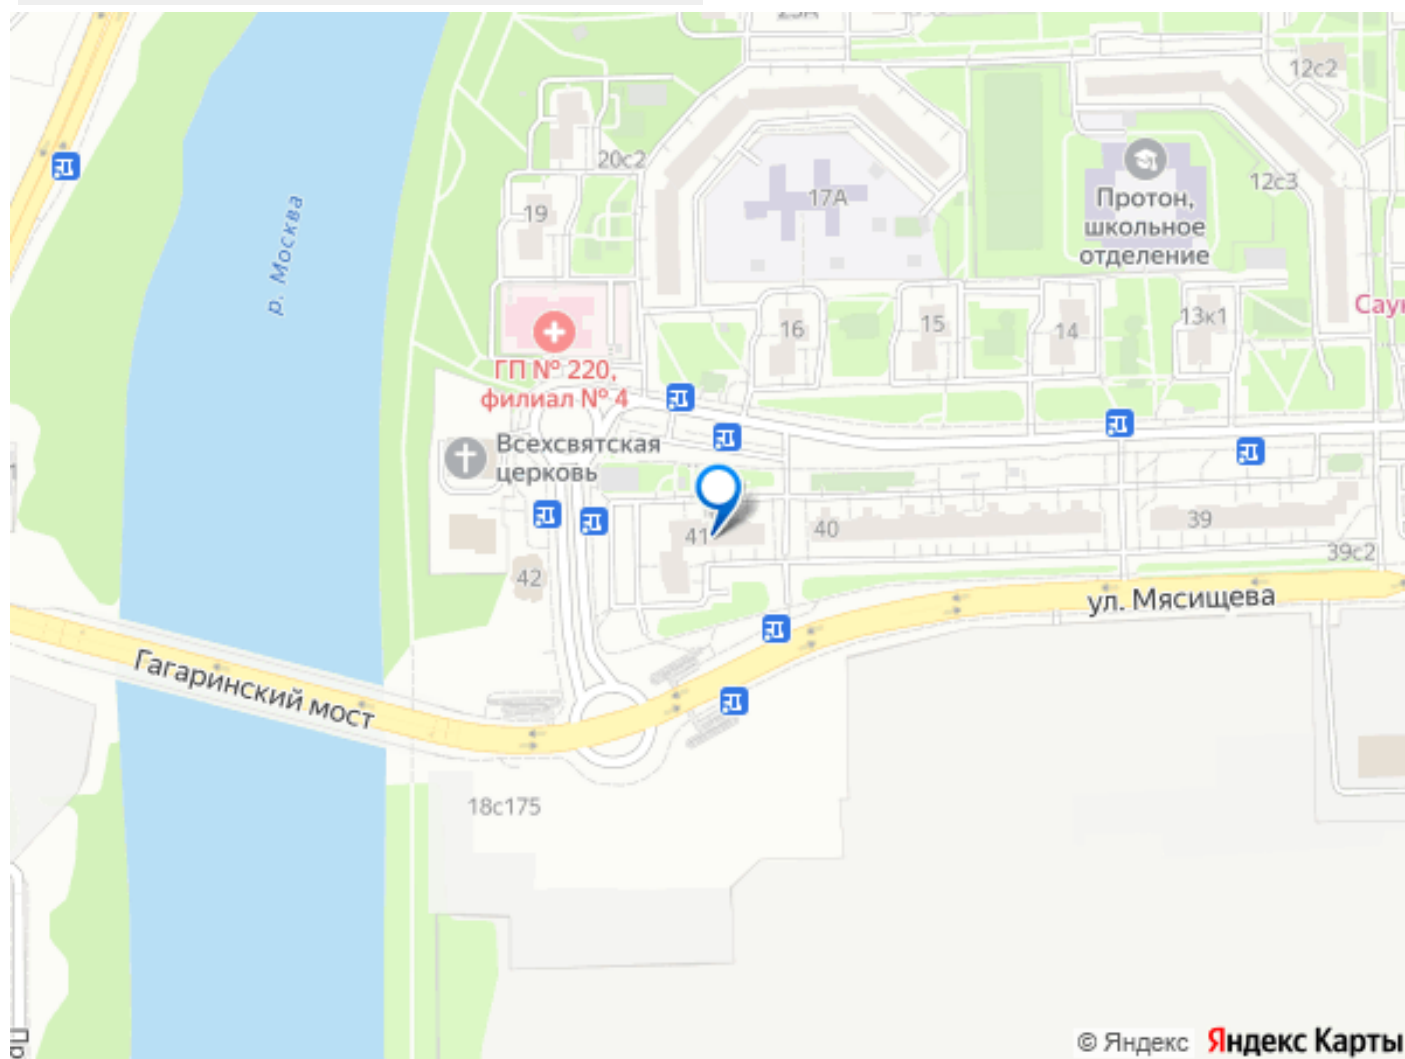 12с2
20с2
12с3
17А
19
Протон,
школьное
отделение
р. Москва
16
15
14
13к1
ГП № 220,
филиал № 4
Всехсвятская
церковь
41
40
39
39с2
42
ул. Мясищева
Гагаринский мост
18с175
© Яндекс Яндекс Карты